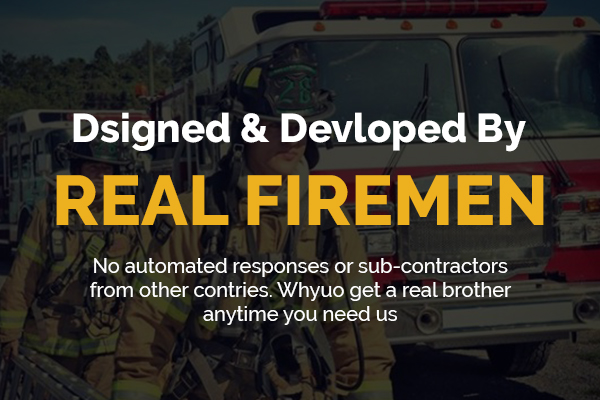 28
Dsigned & Devloped By
REAL FIREMEN
No automated responses or sub-contractors
from other contries. Whyuo get a real brother
anytime you need us